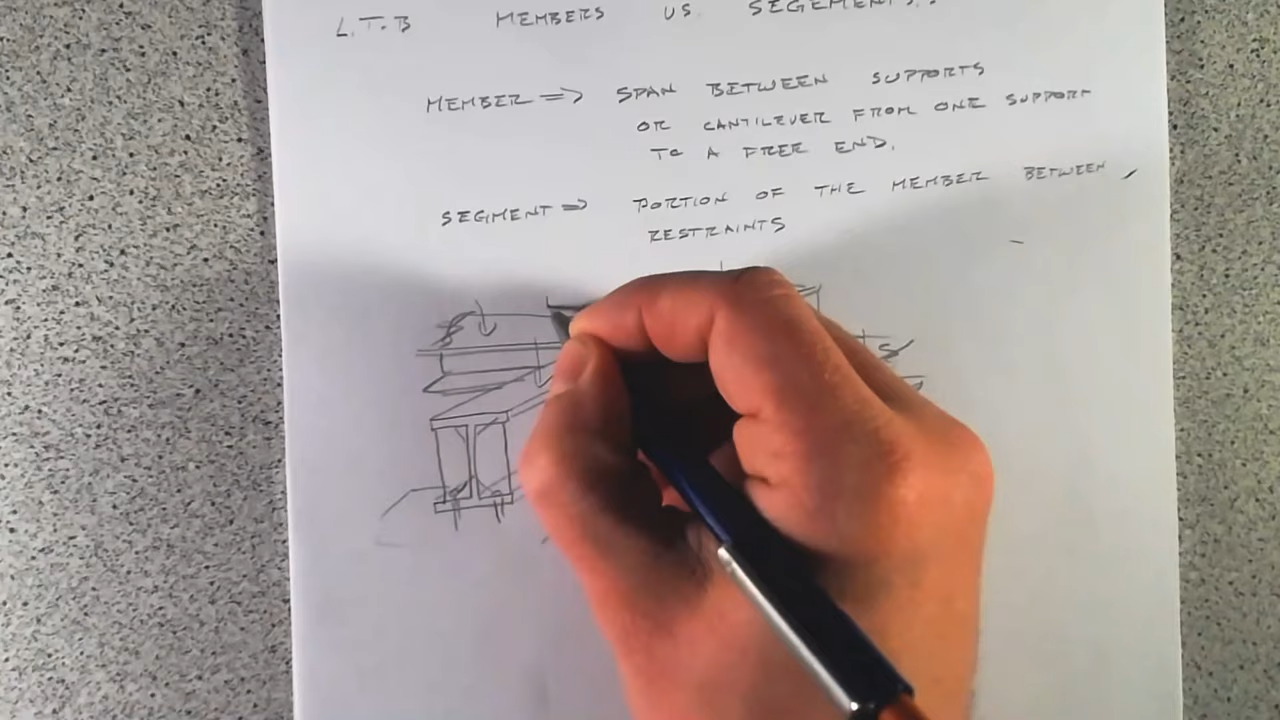 L.T.B MEMBERS VS. SEGEMENTS.
MEMBER => SPAN BETWEEN SUPPORTS
OR CANTILEVER FROM ONE SUPPORT
TO A FREE END.
SEGMENT => PORTION OF THE MEMBER BETWEEN
RESTRAINTS